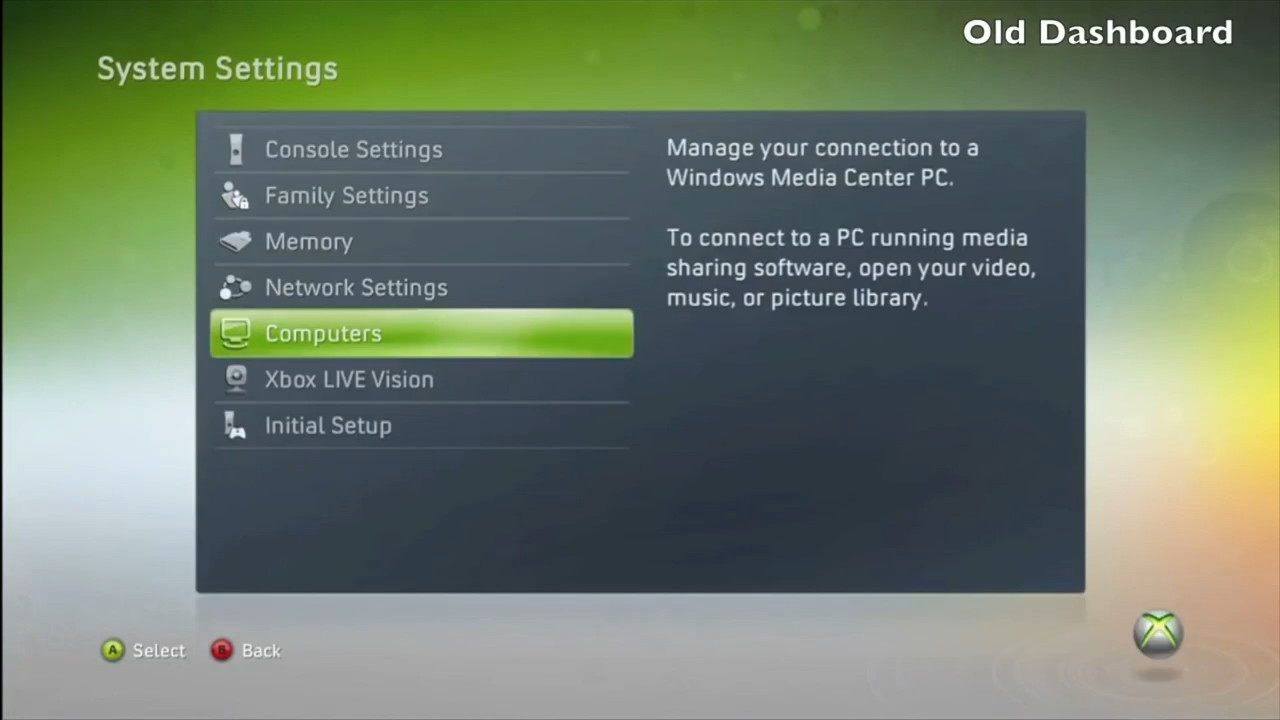 Old Dashboard
System Settings
Console Settings
Family Settings
Memory
Network Settings
Computers
Xbox LIVE Vision
Initial Setup
Manage your connection to a
Windows Media Center PC.
To connect to a PC running media
sharing software, open your video,
music, or picture library.
A Select B Back